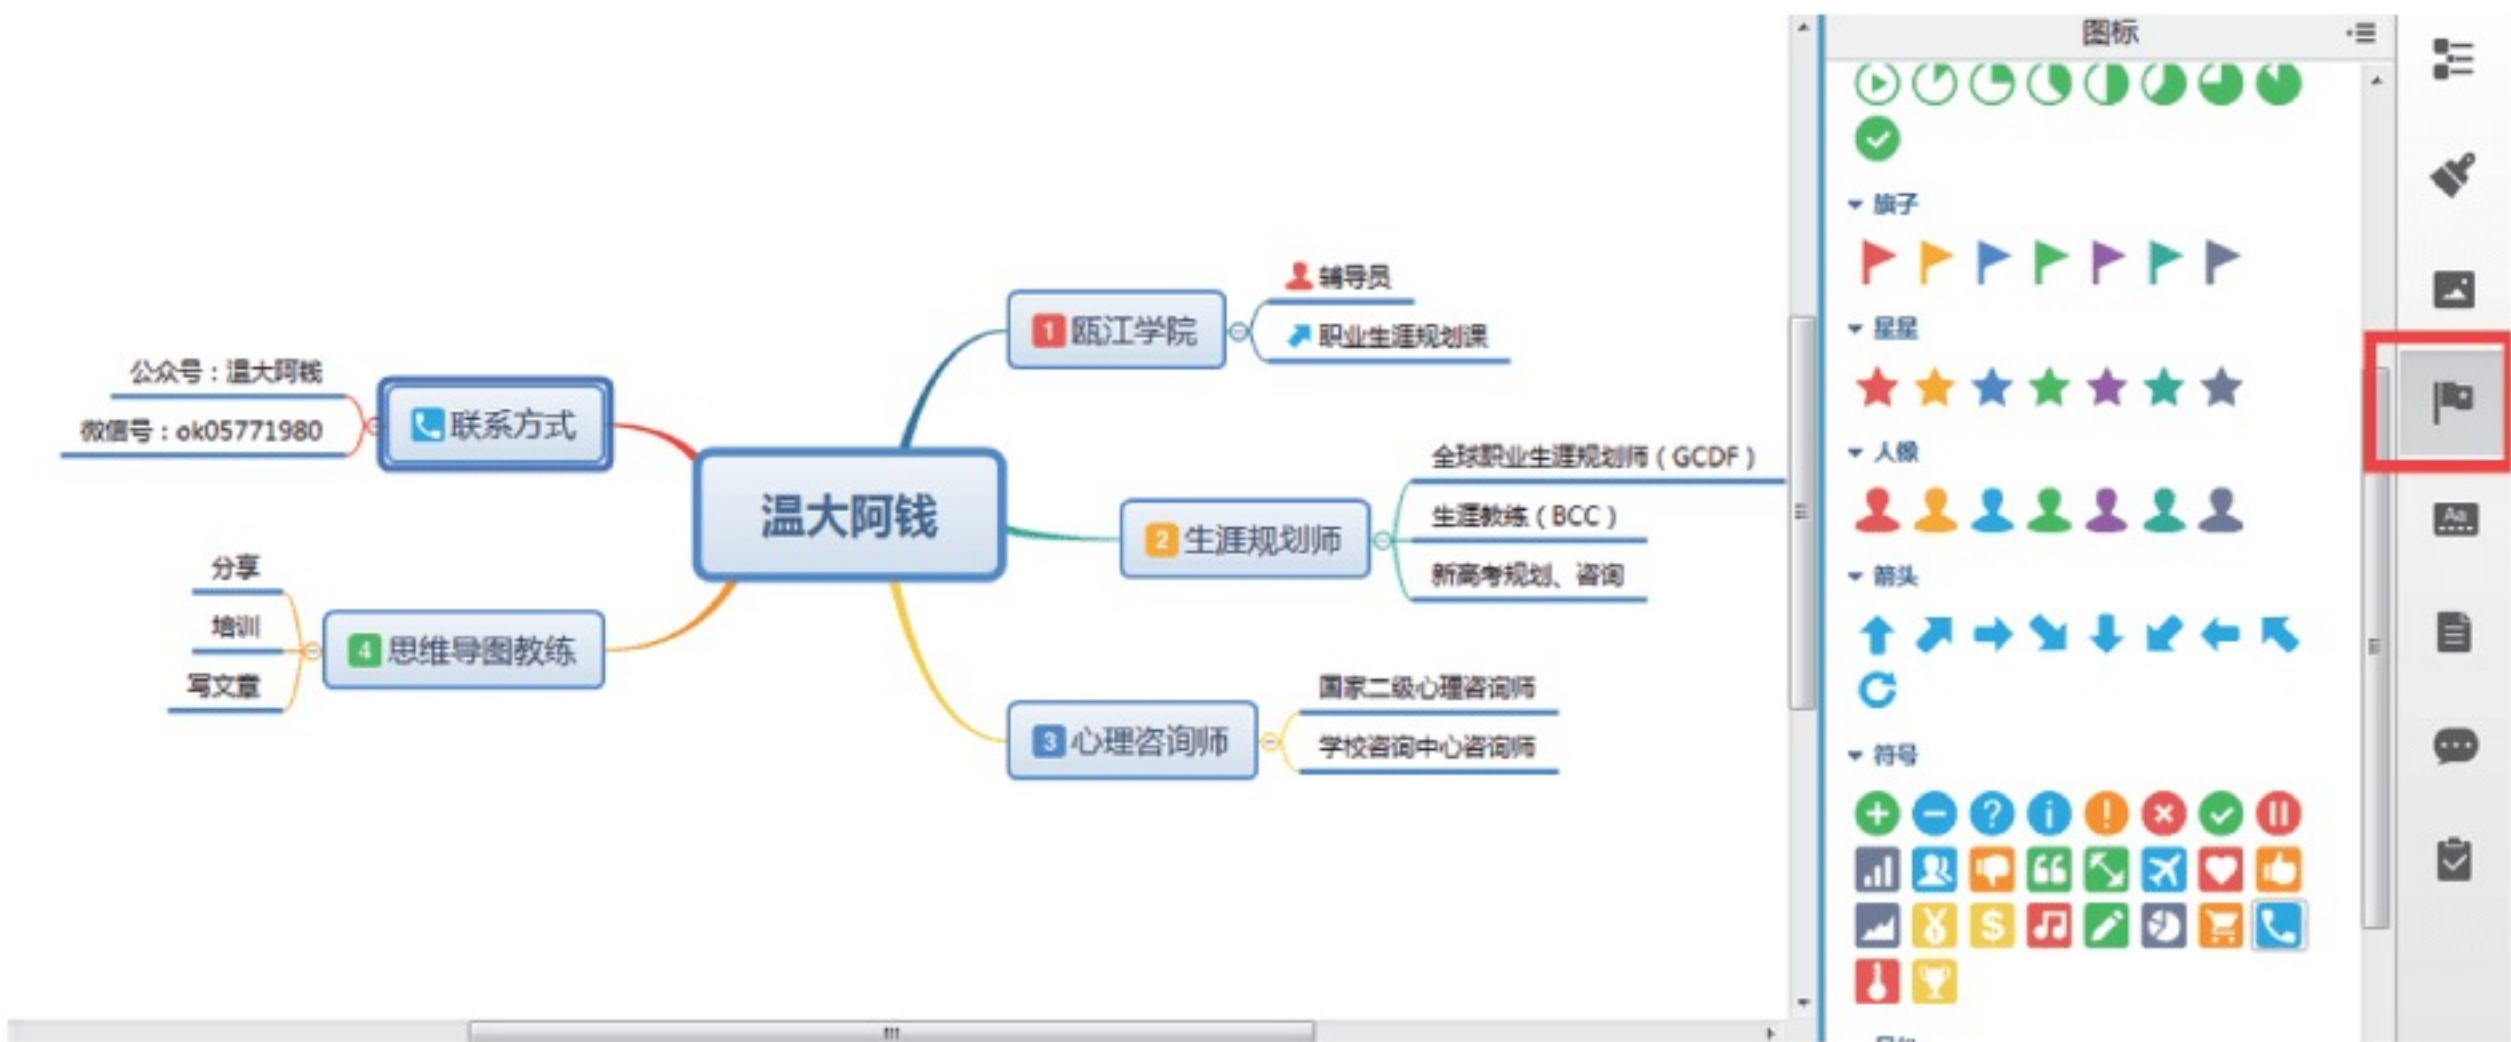 图标
旗子
星星
人像
箭头
符号
温大阿钱
1 瓯江学院
辅导员
职业生涯规划课
2 生涯规划师
全球职业生涯规划师（GCDF）
生涯教练（BCC）
新高考规划、咨询
3 心理咨询师
国家二级心理咨询师
学校咨询中心咨询师
4 思维导图教练
分享
培训
写文章
联系方式
公众号：温大阿钱
微信号：ok05771980
Aa